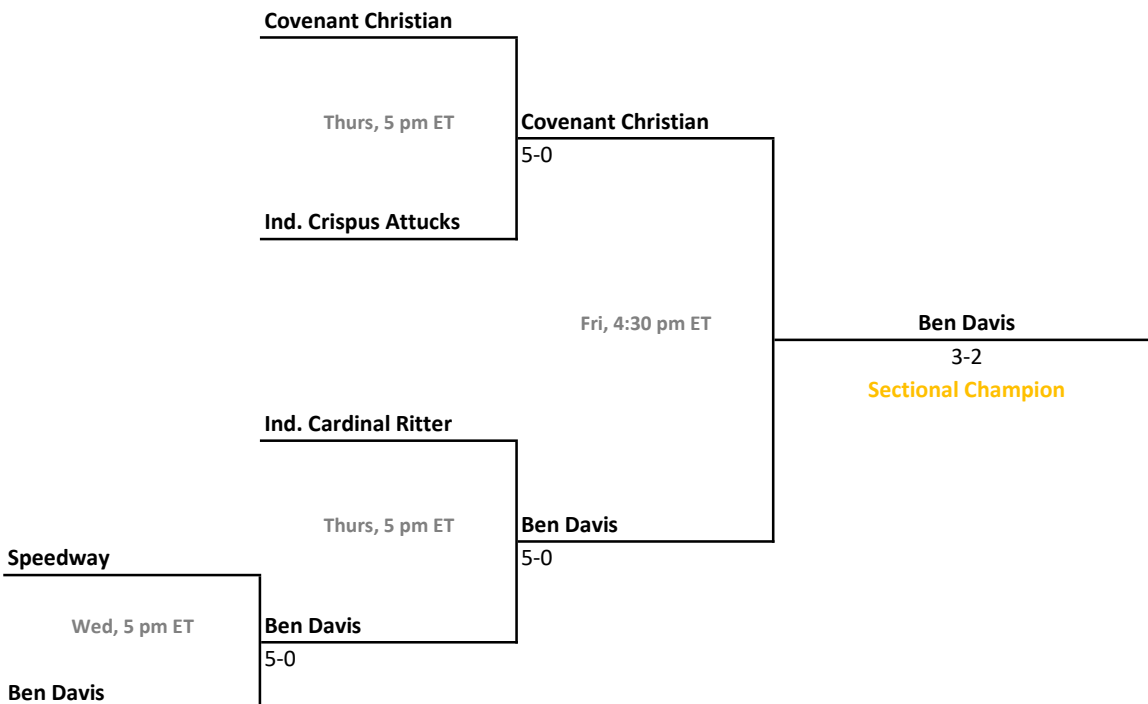 Covenant Christian
Thurs, 5 pm ET
Covenant Christian
5-0
Ind. Crispus Attucks
Fri, 4:30 pm ET
Ben Davis
3-2
Sectional Champion
Ind. Cardinal Ritter
Thurs, 5 pm ET
Ben Davis
5-0
Speedway
Wed, 5 pm ET
Ben Davis
5-0
Ben Davis